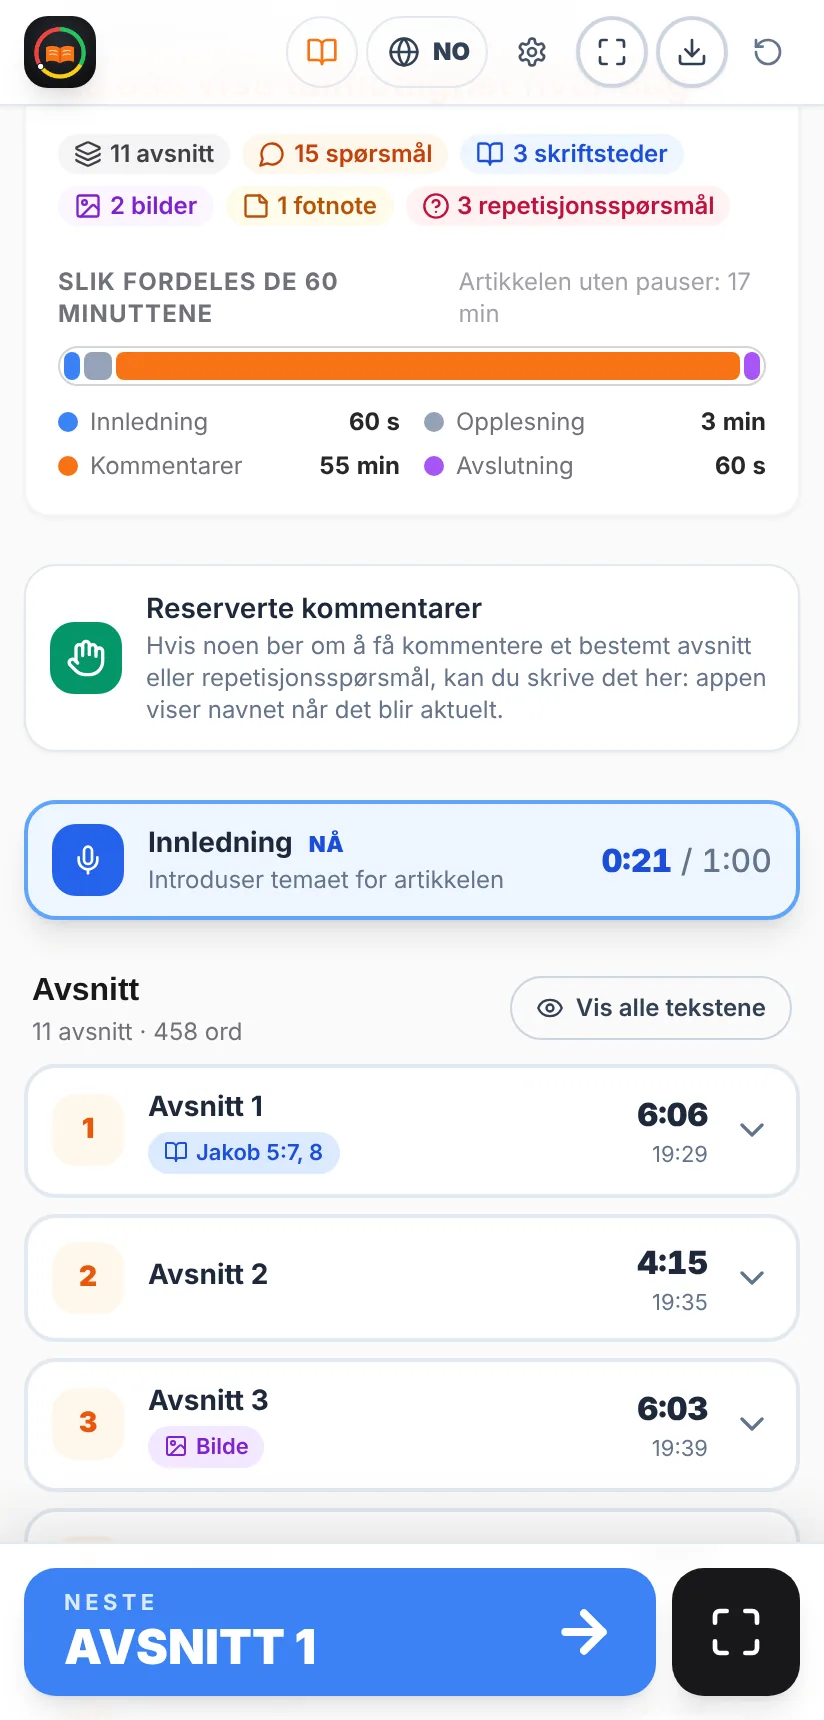 NO
11 avsnitt
15 spørsmål
3 skriftsteder
2 bilder
1 fotnote
3 repetisjonsspørsmål
SLIK FORDELES DE 60
MINUTTENE
Artikkelen uten pauser: 17
min
Innledning 60 s
Opplesning 3 min
Kommentarer 55 min
Avslutning 60 s
Reserverte kommentarer
Hvis noen ber om å få kommentere et bestemt avsnitt
eller repetisjonsspørsmål, kan du skrive det her: appen
viser navnet når det blir aktuelt.
Innledning NÅ
Introduser temaet for artikkelen
0:21 / 1:00
Avsnitt
11 avsnitt · 458 ord
Vis alle tekstene
1
Avsnitt 1
Jakob 5:7, 8
6:06
19:29
2
Avsnitt 2
4:15
19:35
3
Avsnitt 3
Bilde
6:03
19:39
NESTE
AVSNITT 1